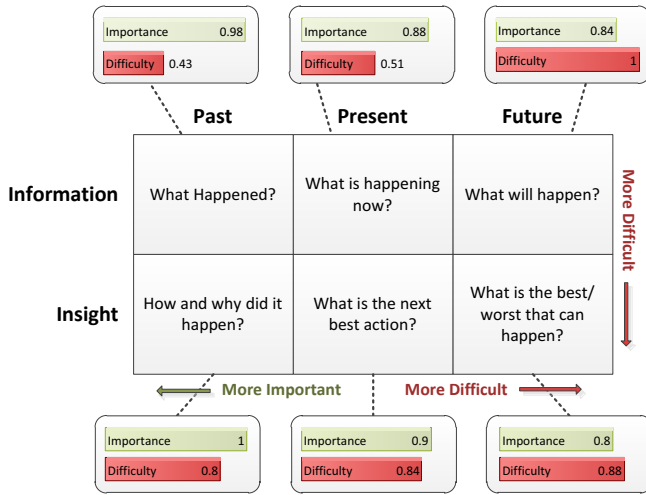 Importance 0.98
Difficulty 0.43
Importance 0.88
Difficulty 0.51
Importance 0.84
Difficulty 1
Past
Present
Future
Information
What Happened?
What is happening
now?
What will happen?
More Difficult
Insight
How and why did it
happen?
What is the next
best action?
What is the best/
worst that can
happen?
More Important
More Difficult
Importance 1
Difficulty 0.8
Importance 0.9
Difficulty 0.84
Importance 0.8
Difficulty 0.88